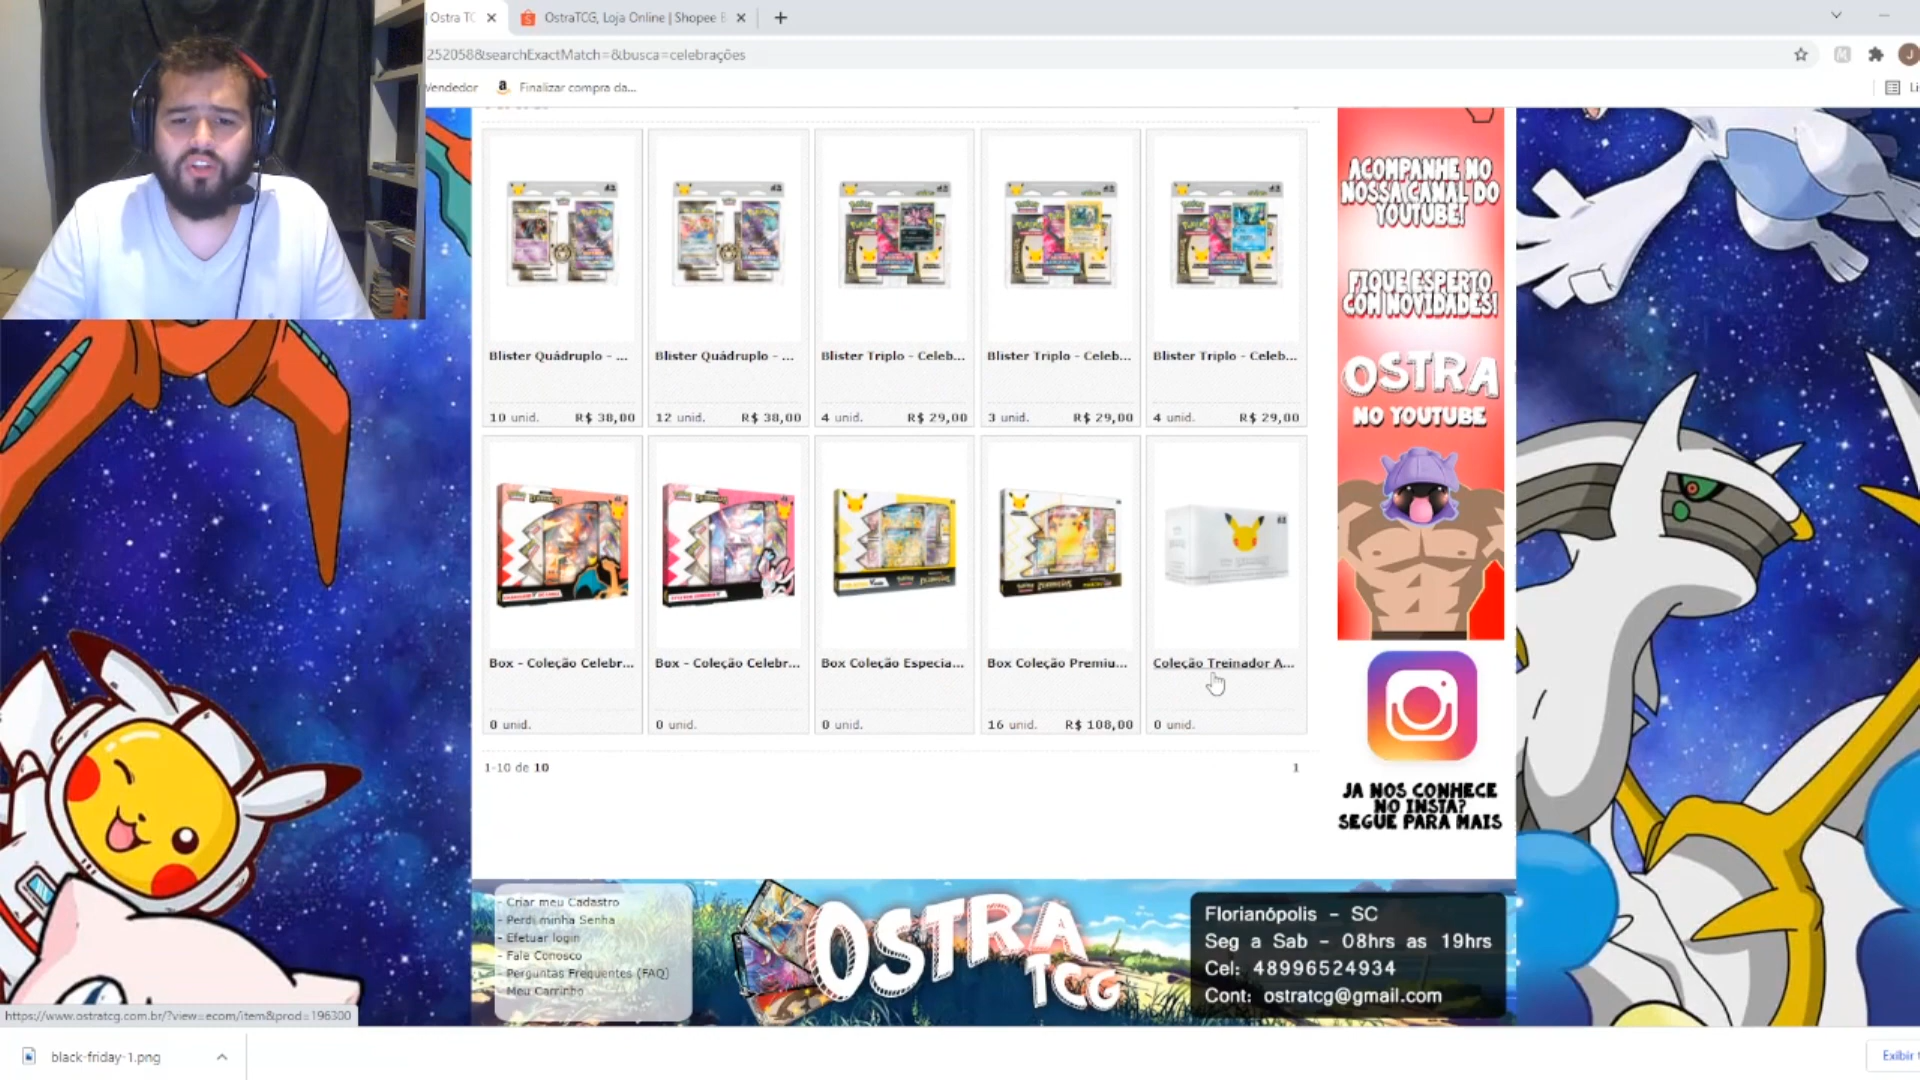 | Ostra TC
OstraTCG, Loja Online | Shopee B
252058&searchExactMatch=&busca=celebrações
Vendedor
Finalizar compra da...
Blister Quádruplo - ...
Blister Quádruplo - ...
Blister Triplo - Celeb...
Blister Triplo - Celeb...
Blister Triplo - Celeb...
10 unid. R$ 38,00
12 unid. R$ 38,00
4 unid. R$ 29,00
3 unid. R$ 29,00
4 unid. R$ 29,00
Box - Coleção Celebr...
Box - Coleção Celebr...
Box Coleção Especia...
Box Coleção Premiu...
Coleção Treinador A...
0 unid.
0 unid.
0 unid.
16 unid. R$ 108,00
0 unid.
1-10 de 10
1
ACOMPANHE NO
NOSSA CANAL DO
YOUTUBE!
FIQUE ESPERTO
COM NOVIDADES!
OSTRA
NO YOUTUBE
JA NOS CONHECE
NO INSTA?
SEGUE PARA MAIS
- Criar meu Cadastro
- Perdi minha Senha
- Efetuar login
- Fale Conosco
- Perguntas Frequentes (FAQ)
- Meu Carrinho
OSTRA
TCG
Florianópolis - SC
Seg a Sab - 08hrs as 19hrs
Cel: 48996524934
Cont: ostratcg@gmail.com
https://www.ostratcg.com.br/?view=ecom/item&prod=196300
black-friday-1.png
Exibir